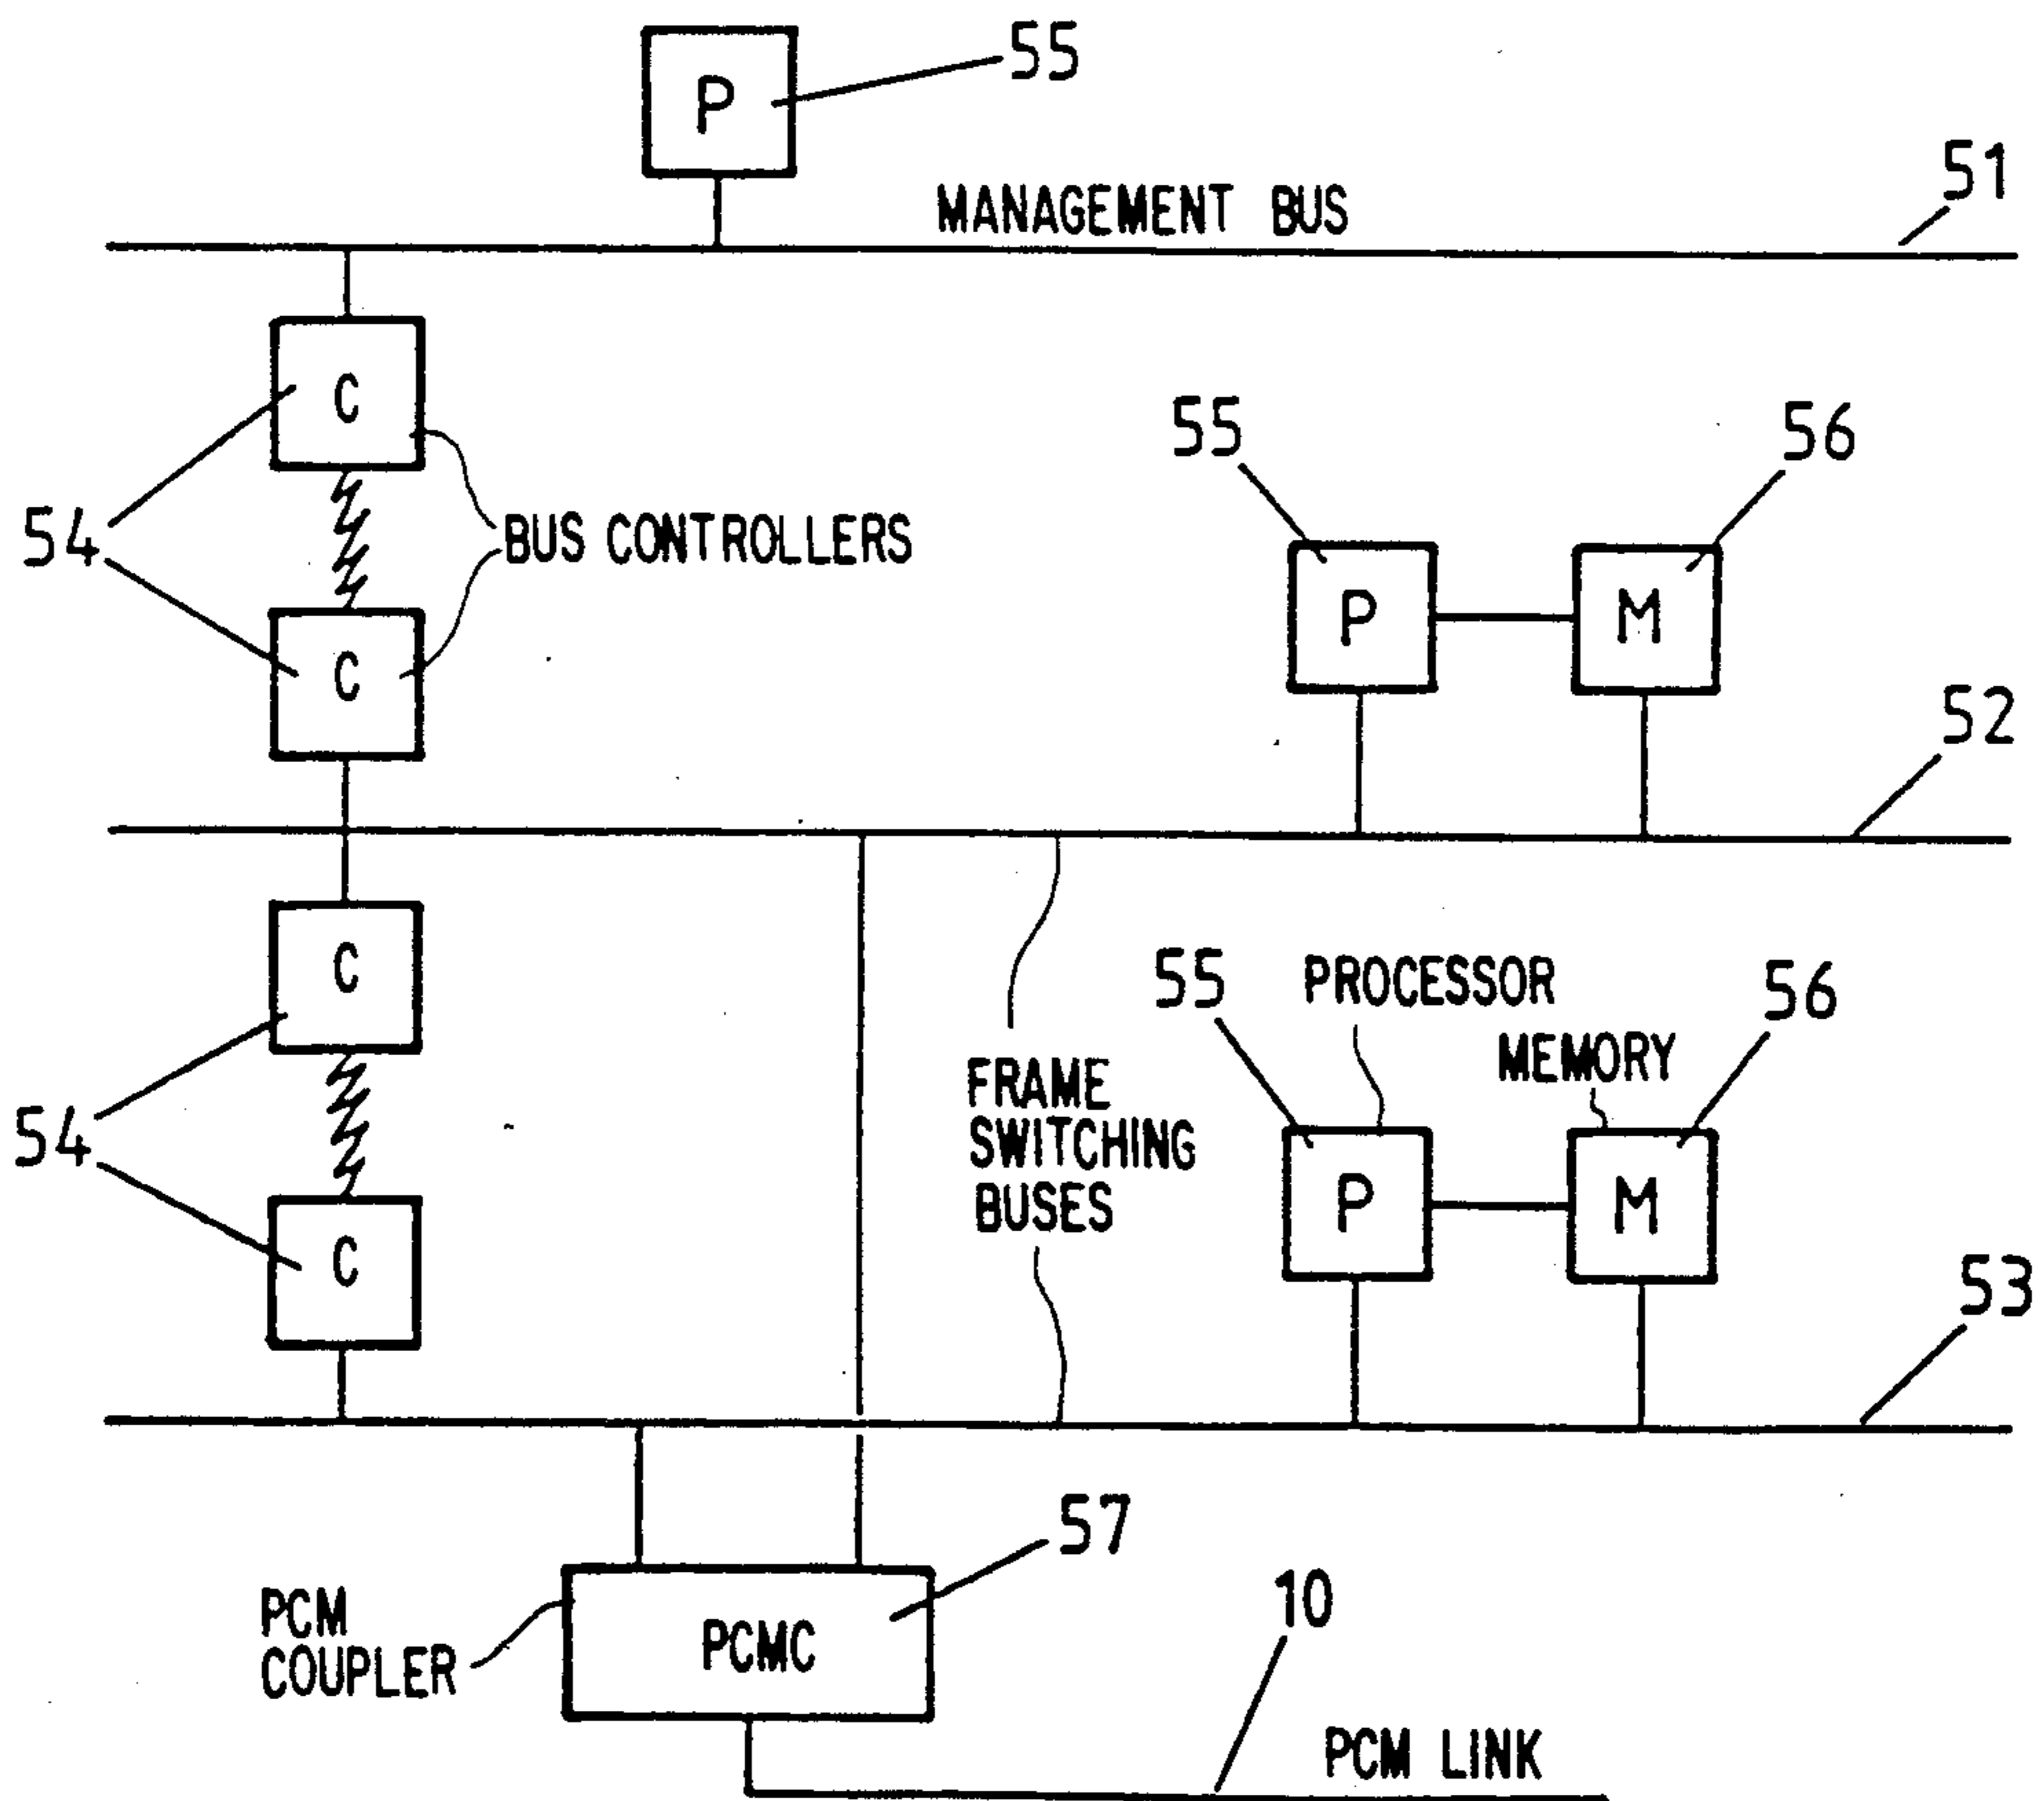 55
P
51
MANAGEMENT BUS
C
55
56
54
BUS CONTROLLERS
P
M
C
52
C
55
PROCESSOR
56
MEMORY
FRAME
SWITCHING
BUSES
54
P
M
C
53
57
PCM
COUPLER
PCMC
10
PCM LINK